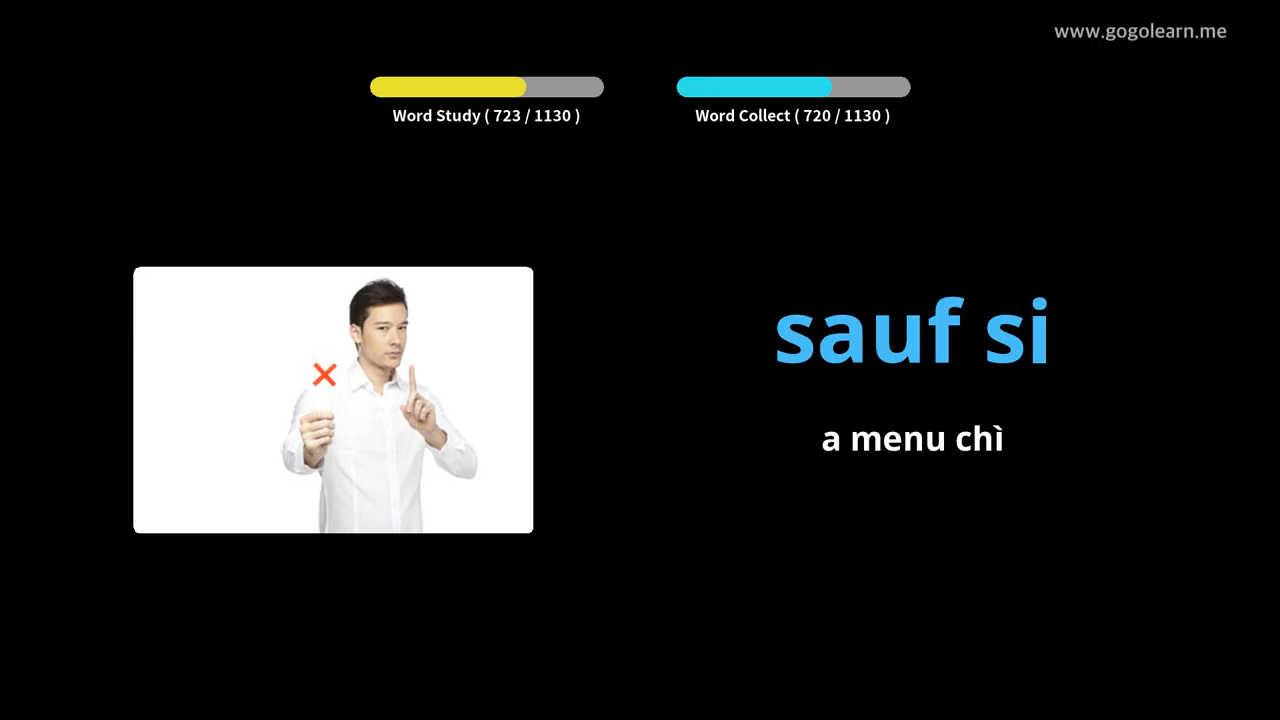 www.gogolearn.me
Word Study ( 723 / 1130 )
Word Collect ( 720 / 1130 )
sauf si
a menu chì